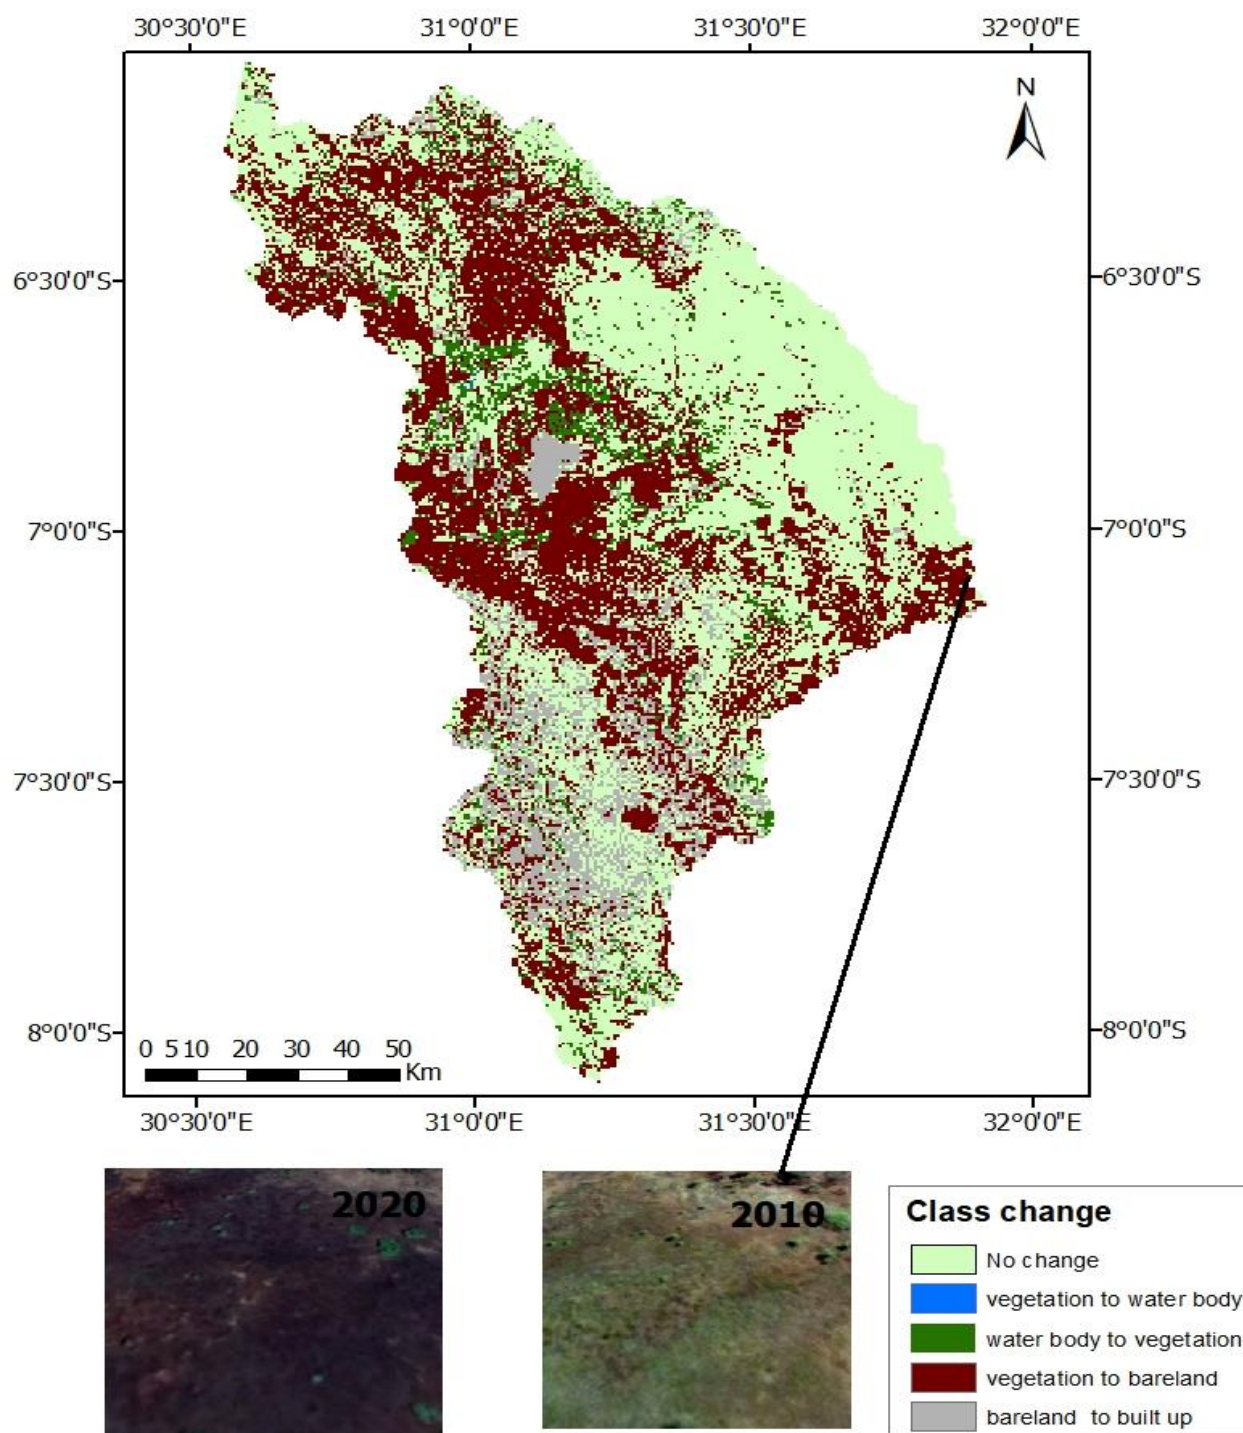 30°30'0"E 31°0'0"E 31°30'0"E 32°0'0"E
N
6°30'0"S 6°30'0"S
7°0'0"S 7°0'0"S
7°30'0"S 7°30'0"S
8°0'0"S 8°0'0"S
0 5 10 20 30 40 50
Km
30°30'0"E 31°0'0"E 31°30'0"E 32°0'0"E
2020 2010
Class change
No change
vegetation to water body
water body to vegetation
vegetation to bareland
bareland to built up